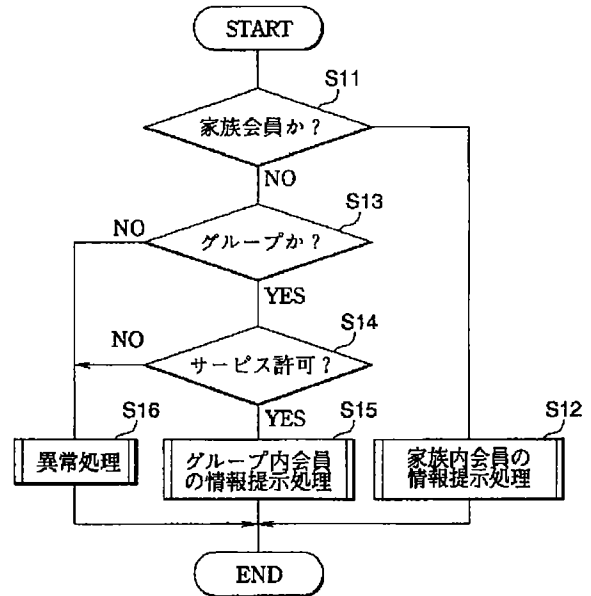 START
S11
家族会員か？
NO
S13
NO
グループか？
YES
S14
NO
サービス許可？
YES
S16
S15
S12
異常処理
グループ内会員
の情報提示処理
家族内会員の
情報提示処理
END